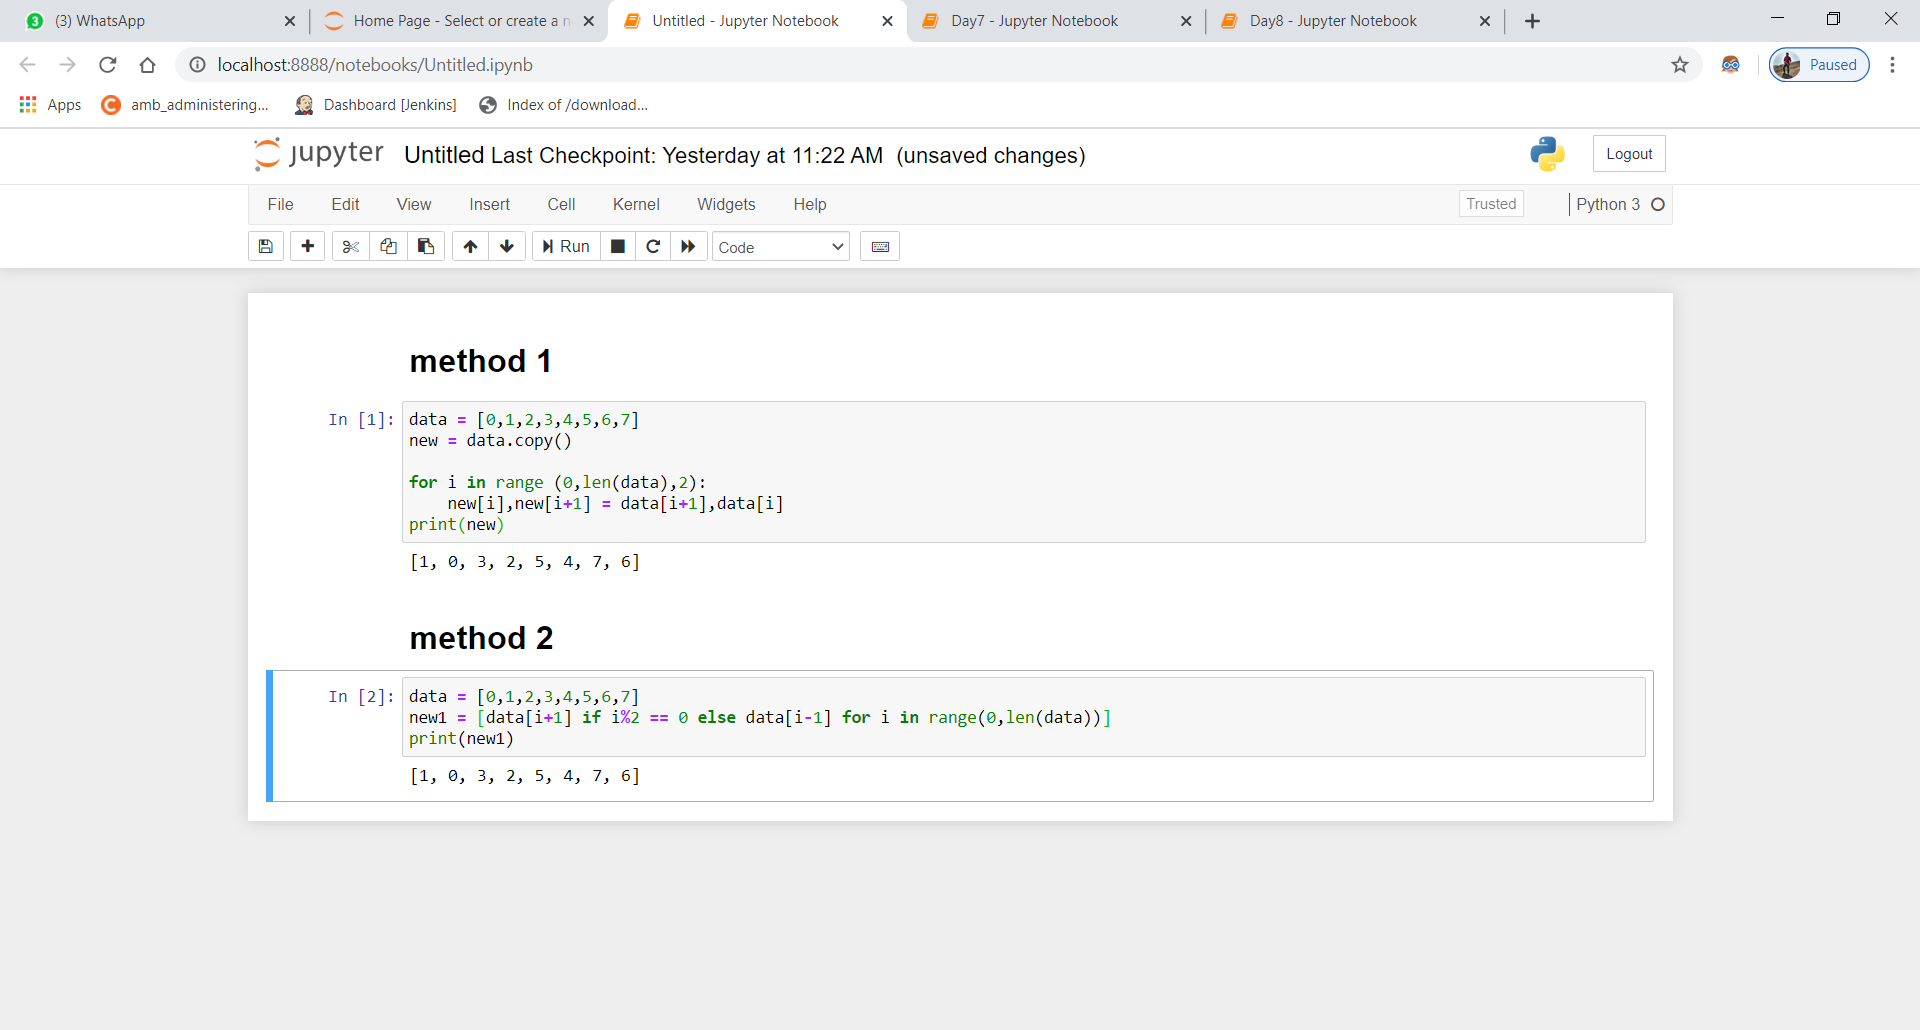 3 (3) WhatsApp
Home Page - Select or create a n
Untitled - Jupyter Notebook
Day7 - Jupyter Notebook
Day8 - Jupyter Notebook
localhost:8888/notebooks/Untitled.ipynb
Paused
Apps
amb_administering...
Dashboard [Jenkins]
Index of /download...
jupyter Untitled Last Checkpoint: Yesterday at 11:22 AM (unsaved changes)
Logout
File Edit View Insert Cell Kernel Widgets Help
Trusted
Python 3
Run
Code
method 1
In [1]:
data = [0,1,2,3,4,5,6,7]
new = data.copy()
for i in range (0,len(data),2):
    new[i],new[i+1] = data[i+1],data[i]
print(new)
[1, 0, 3, 2, 5, 4, 7, 6]
method 2
In [2]:
data = [0,1,2,3,4,5,6,7]
new1 = [data[i+1] if i%2 == 0 else data[i-1] for i in range(0,len(data))]
print(new1)
[1, 0, 3, 2, 5, 4, 7, 6]